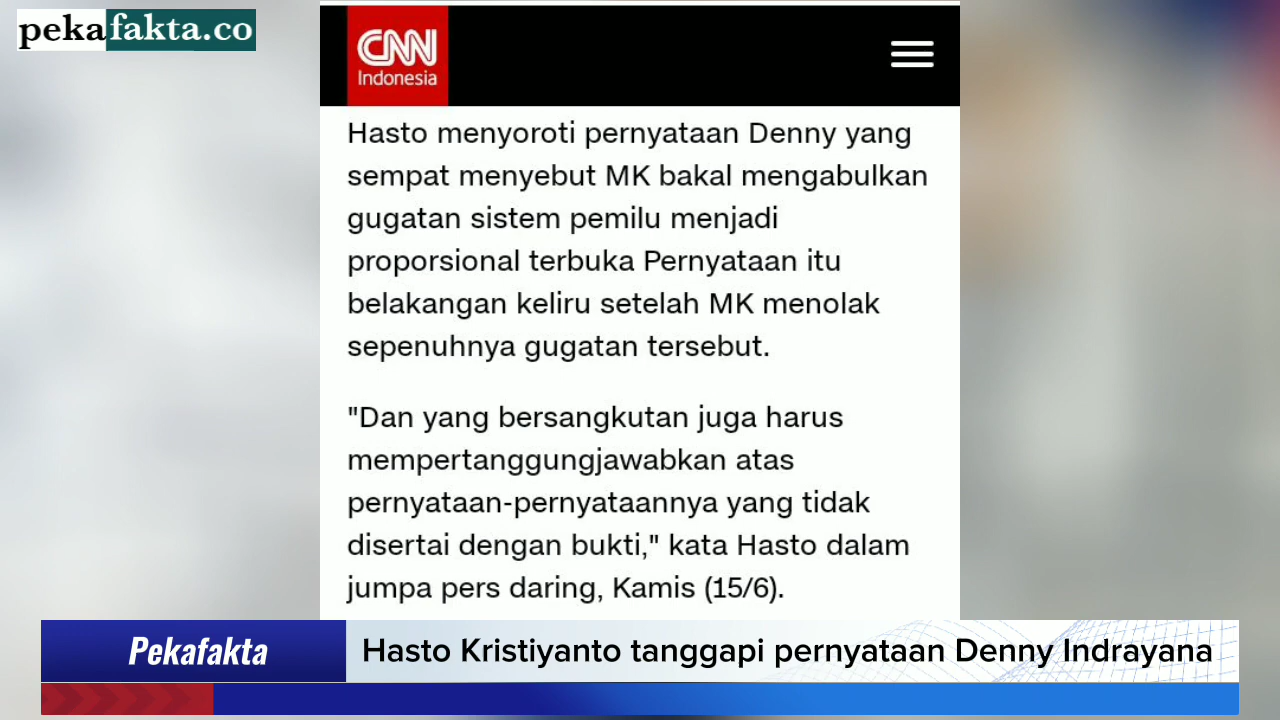 pekafakta.co
CNN
Indonesia
Hasto menyoroti pernyataan Denny yang
sempat menyebut MK bakal mengabulkan
gugatan sistem pemilu menjadi
proporsional terbuka Pernyataan itu
belakangan keliru setelah MK menolak
sepenuhnya gugatan tersebut.
"Dan yang bersangkutan juga harus
mempertanggungjawabkan atas
pernyataan-pernyataannya yang tidak
disertai dengan bukti," kata Hasto dalam
jumpa pers daring, Kamis (15/6).
Pekafakta
Hasto Kristiyanto tanggapi pernyataan Denny Indrayana